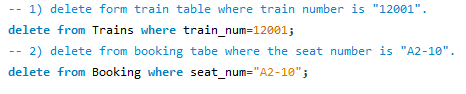 -- 1) delete form train table where train number is "12001".
delete from Trains where train_num=12001;
-- 2) delete from booking tabe where the seat number is "A2-10".
delete from Booking where seat_num="A2-10";